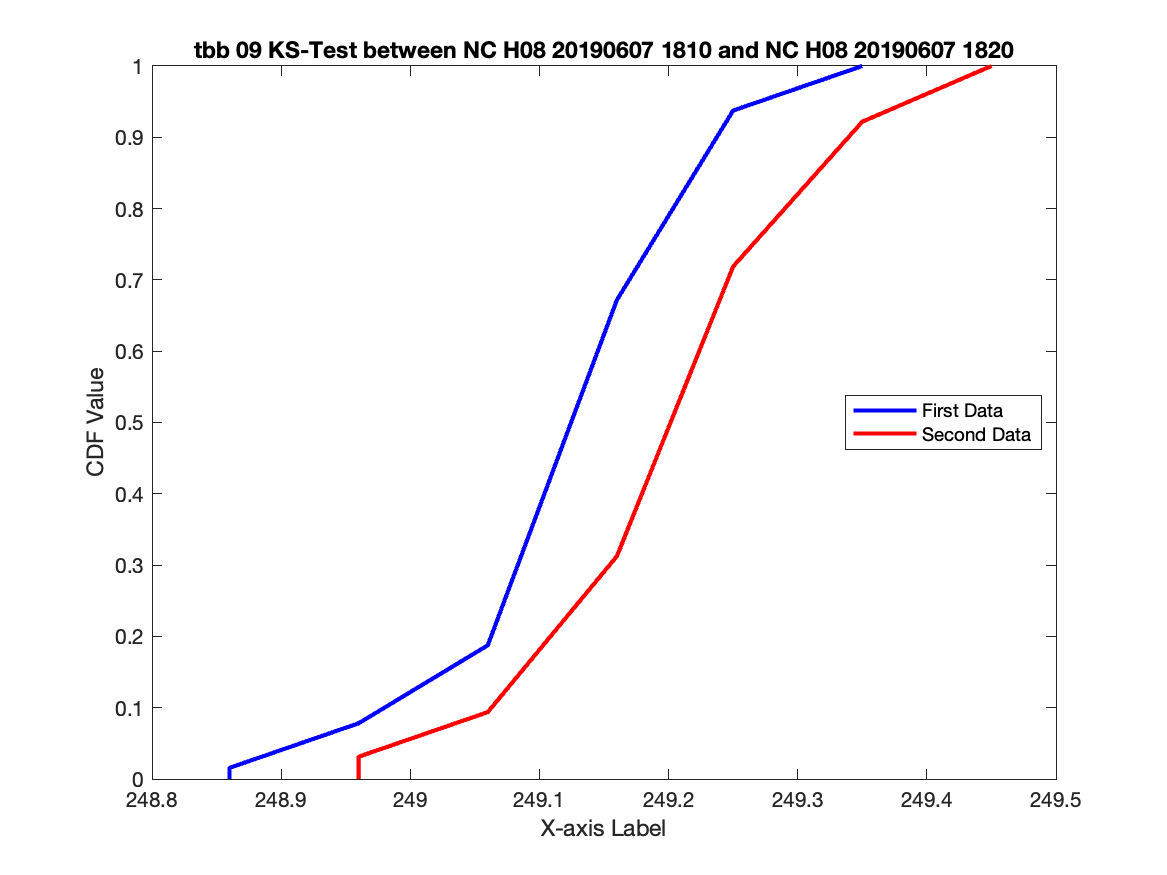 tbb 09 KS-Test between NC H08 20190607 1810 and NC H08 20190607 1820
1
0.9
0.8
0.7
0.6
0.5
0.4
0.3
0.2
0.1
0
CDF Value
First Data
Second Data
248.8 248.9 249 249.1 249.2 249.3 249.4 249.5
X-axis Label